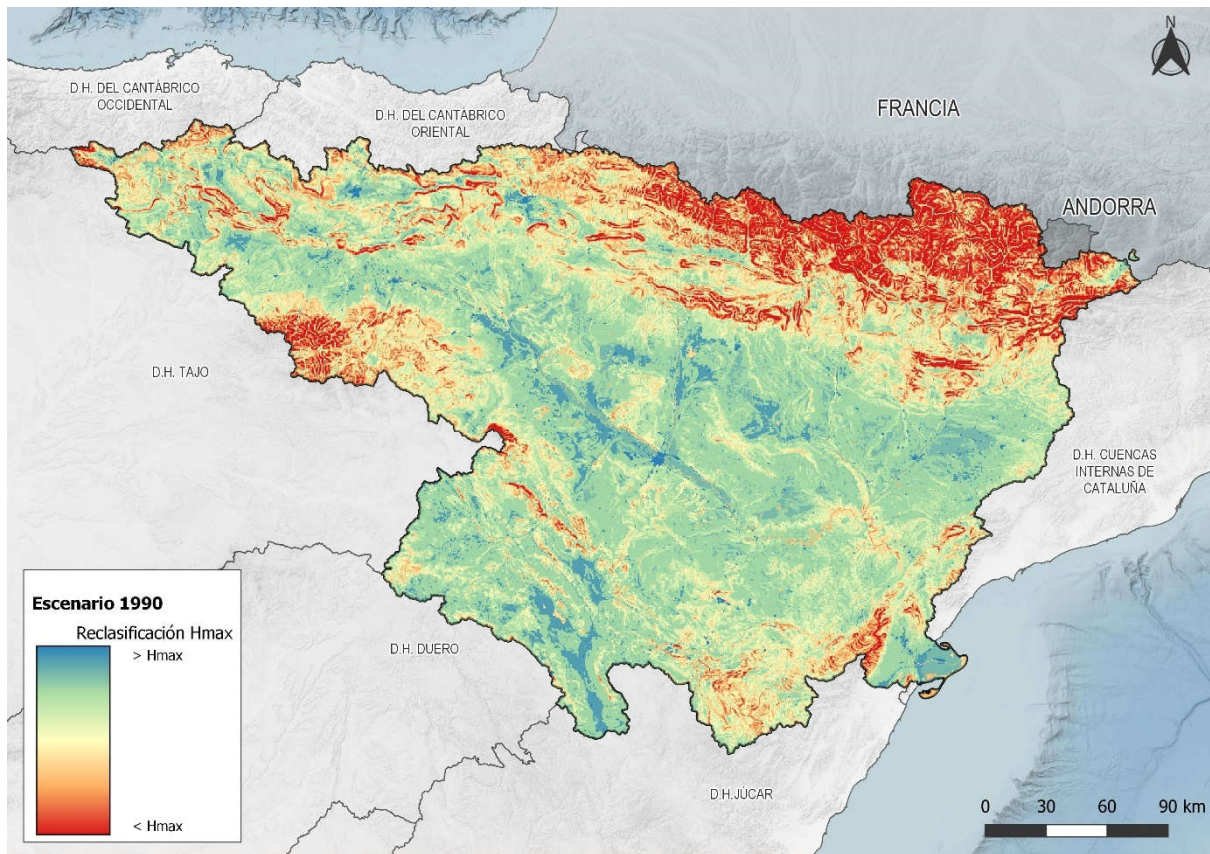 N
D.H. DEL CANTÁBRICO
OCCIDENTAL
D.H. DEL CANTÁBRICO
ORIENTAL
FRANCIA
ANDORRA
D.H. TAJO
D.H. CUENCAS
INTERNAS DE
CATALUÑA
D.H. DUERO
D.H.JÚCAR
Escenario 1990
Reclasificación Hmax
> Hmax
< Hmax
0 30 60 90 km